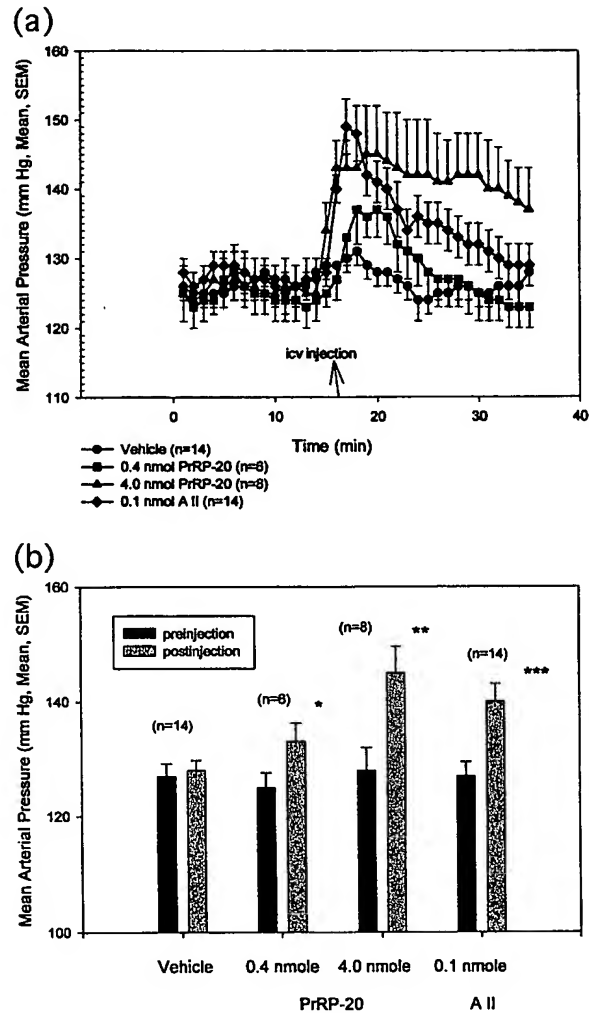 (a)
Mean Arterial Pressure (mm Hg, Mean, SEM)
160
150
140
130
120
110
icv injection
0
10
20
30
40
Time (min)
Vehicle (n=14)
0.4 nmol PrRP-20 (n=6)
4.0 nmol PrRP-20 (n=8)
0.1 nmol A II (n=14)
(b)
Mean Arterial Pressure (mm Hg, Mean, SEM)
160
140
120
100
preinjection
postinjection
(n=14)
(n=6)
*
(n=8)
**
(n=14)
***
Vehicle
0.4 nmole
4.0 nmole
0.1 nmole
PrRP-20
A II